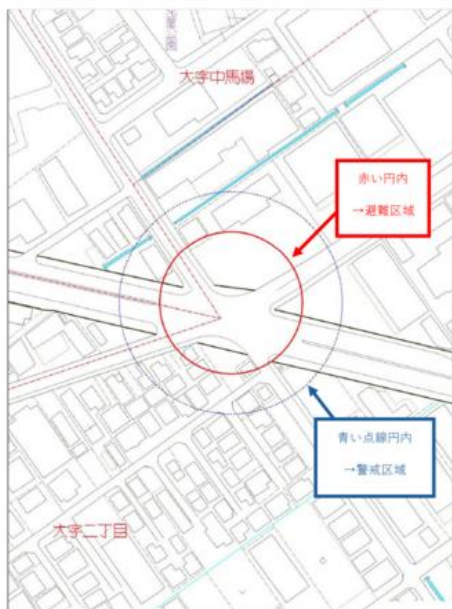 大字中馬場
赤い円内
→避難区域
青い点線円内
→警戒区域
大字二丁目